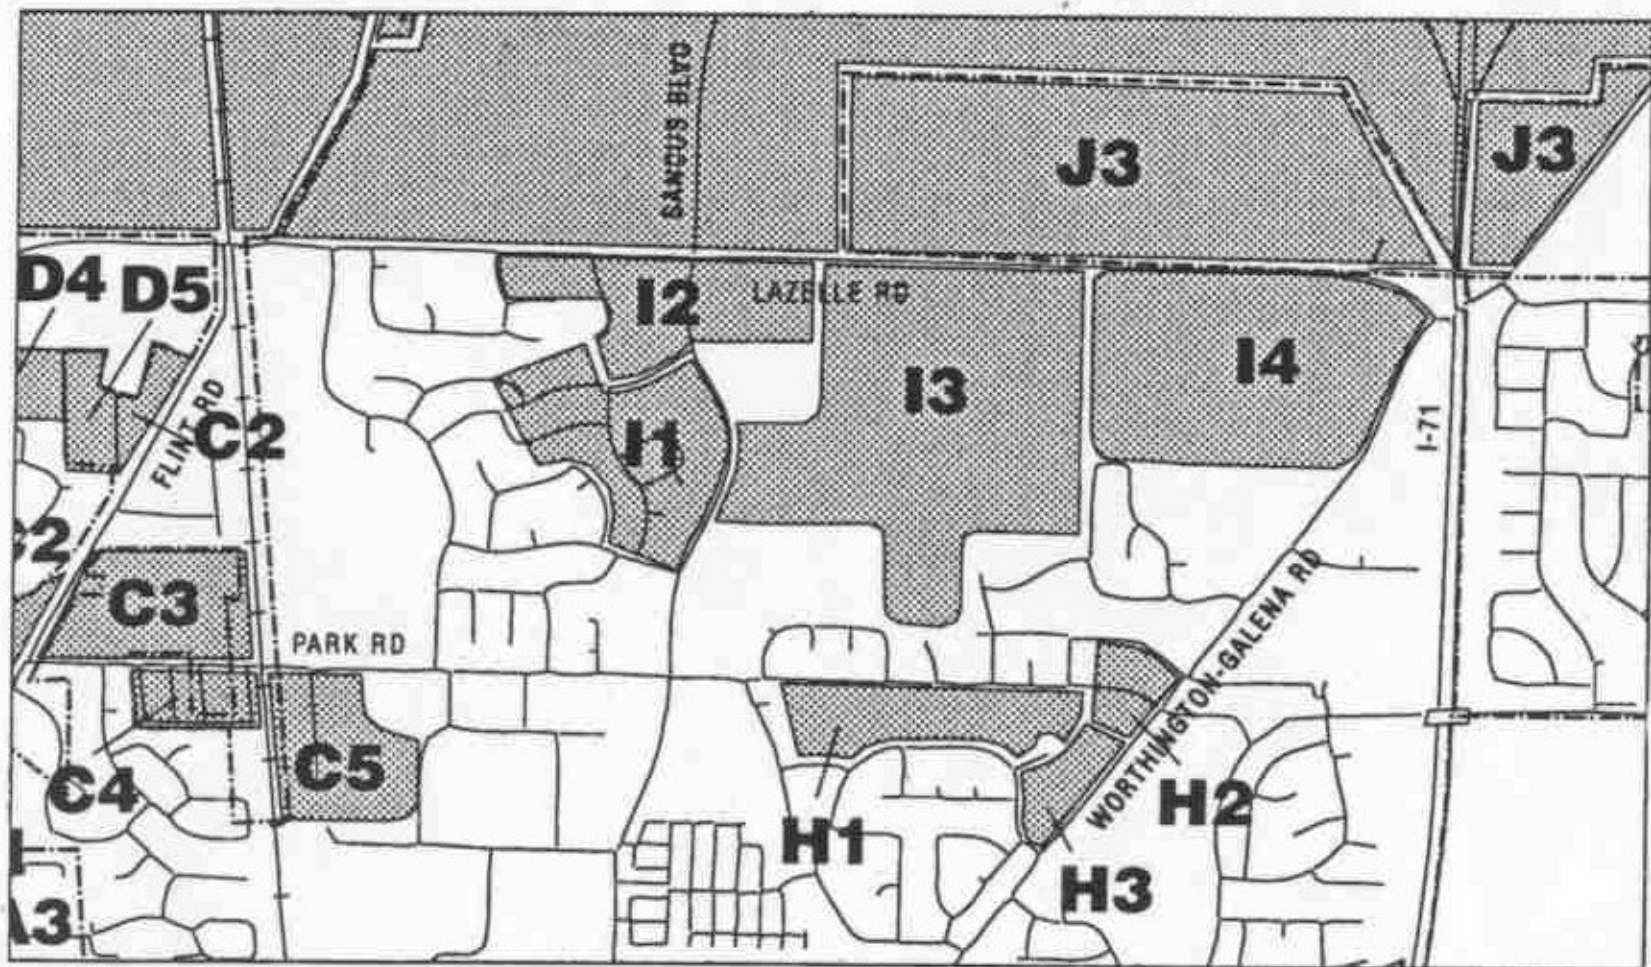 SANCUS BLVD
J3
J3
D4
D5
I2
LAZELLE RD
I4
I3
FLINT RD
C2
I1
I-71
C2
C3
PARK RD
WORTHINGTON-GALENA RD
C5
C4
H2
H1
H3
A3